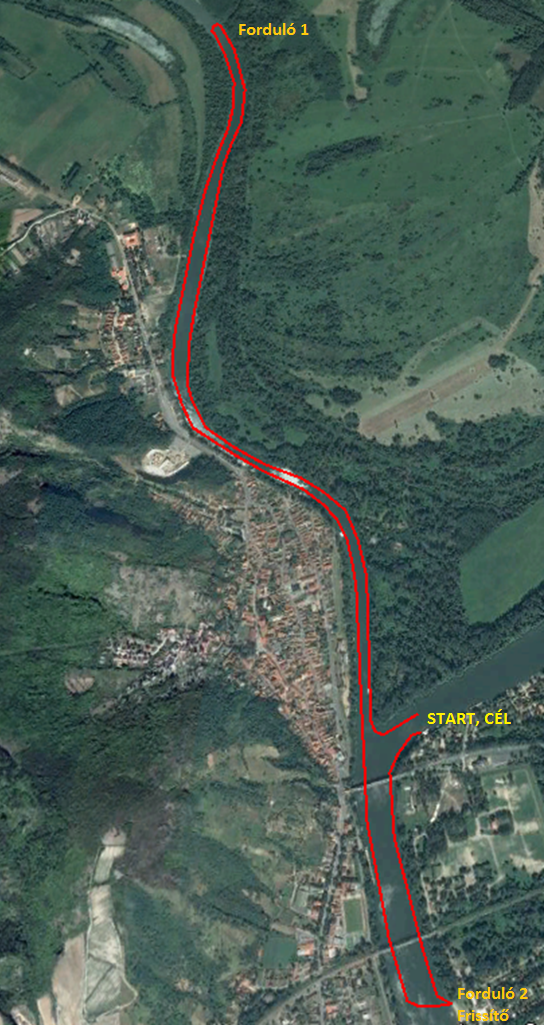 Forduló 1
START, CÉL
Forduló 2
Frissítő